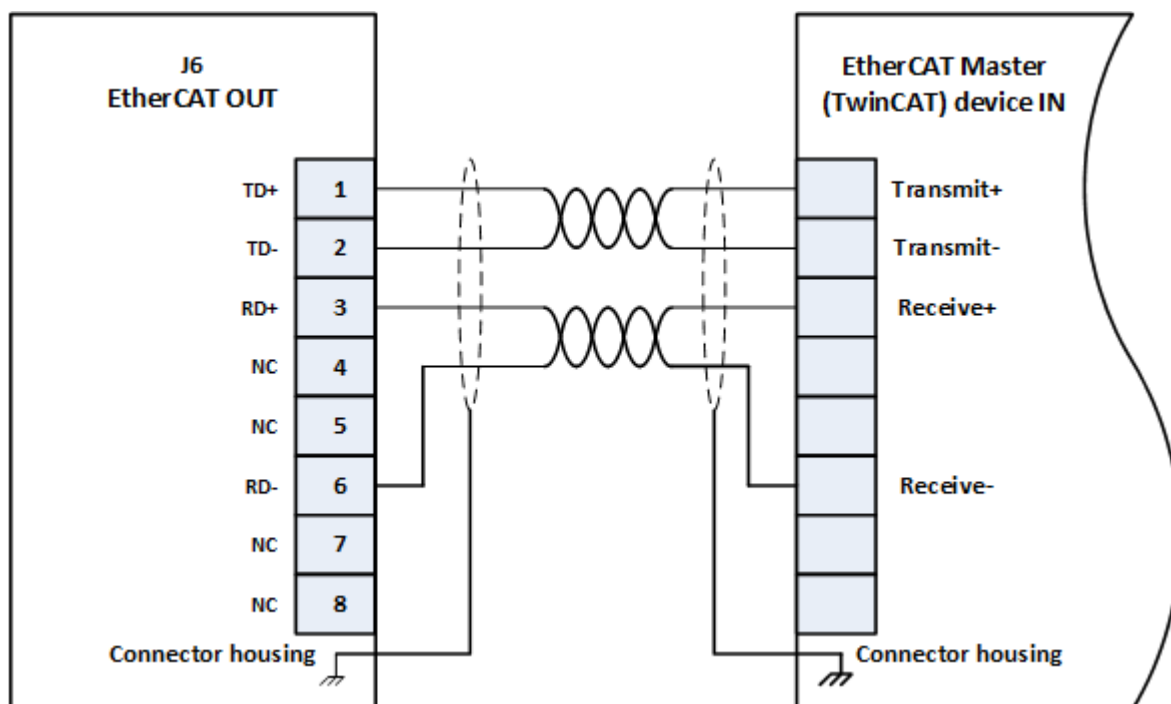 J6
EtherCAT OUT
EtherCAT Master
(TwinCAT) device IN
TD+ 1 Transmit+
TD- 2 Transmit-
RD+ 3 Receive+
NC 4
NC 5
RD- 6 Receive-
NC 7
NC 8
Connector housing Connector housing